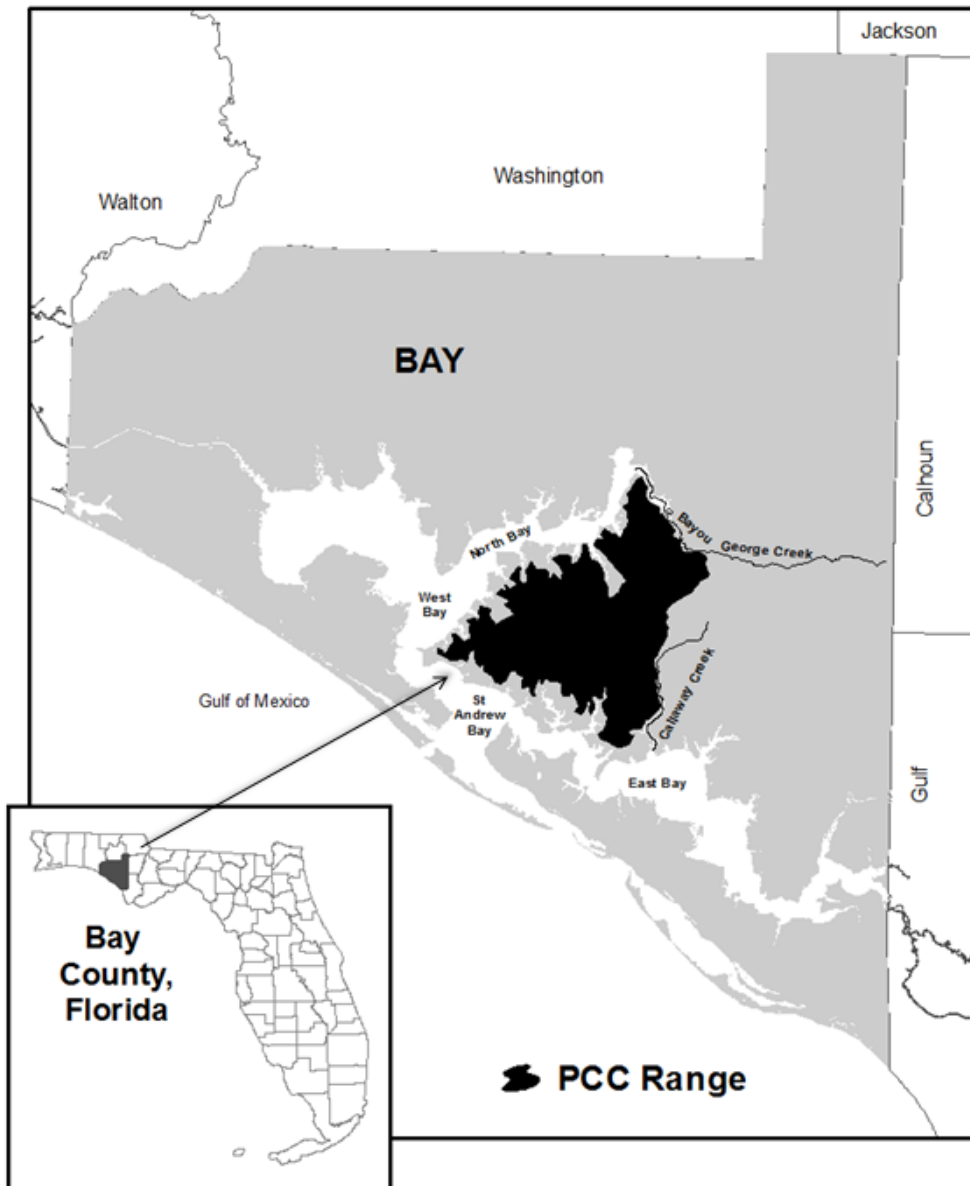 Jackson
Washington
Walton
BAY
Calhoun
North Bay
Bayou George Creek
West
Bay
Callaway Creek
Gulf of Mexico
St
Andrew
Bay
East Bay
Gulf
Bay
County,
Florida
PCC Range